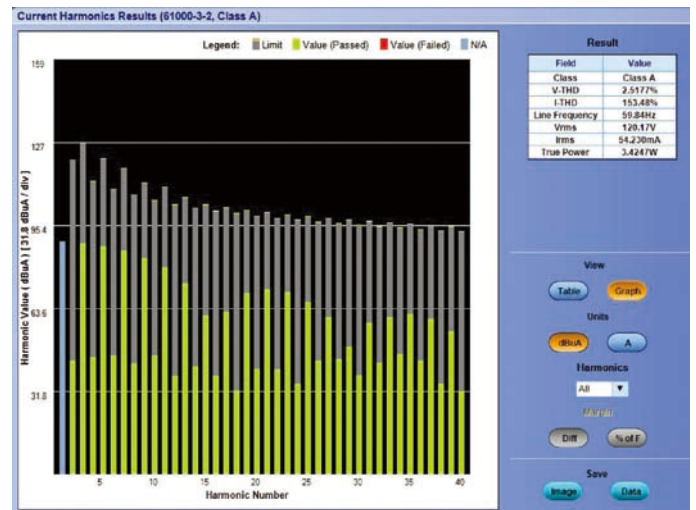 Current Harmonics Results (61000-3-2, Class A)
Legend: Limit Value (Passed) Value (Failed) N/A
159
127
95.4
63.6
31.8
Harmonic Value ( dBuA ) [ 31.8 dBuA / div ]
5 10 15 20 25 30 35 40
Harmonic Number
Result
Field Value
Class Class A
V-THD 2.5177%
I-THD 153.48%
Line Frequency 59.84Hz
Vrms 120.17V
Irms 54.230mA
True Power 3.4247W
View
Table Graph
Units
dBuA A
Harmonics
All
Margin
Diff % of F
Save
Image Data